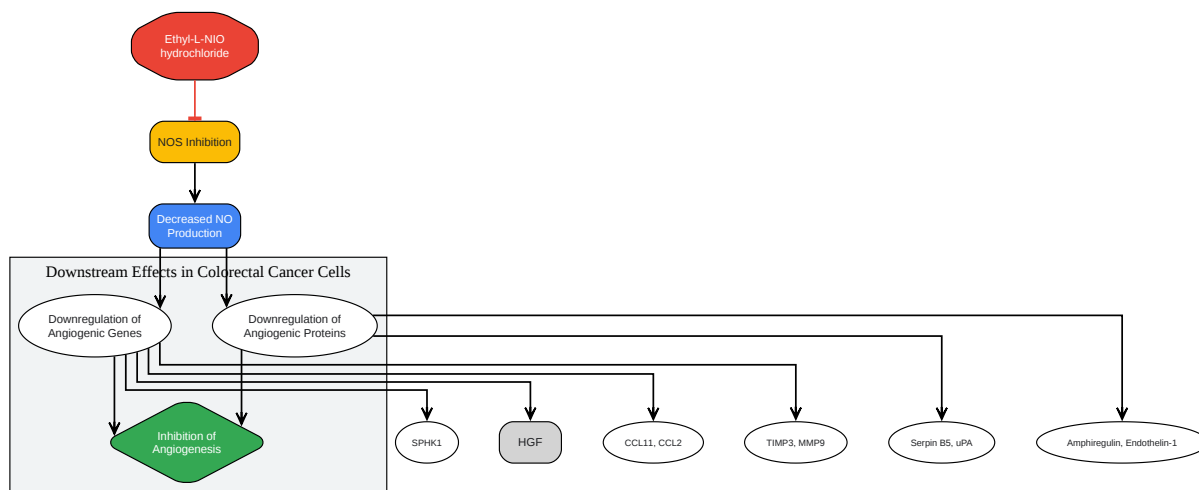 Ethyl-L-NIO
hydrochloride
NOS Inhibition
Decreased NO
Production
Downstream Effects in Colorectal Cancer Cells
Downregulation of
Angiogenic Genes
Downregulation of
Angiogenic Proteins
Inhibition of
Angiogenesis
SPHK1
HGF
CCL11, CCL2
TIMP3, MMP9
Serpin B5, uPA
Amphiregulin, Endothelin-1